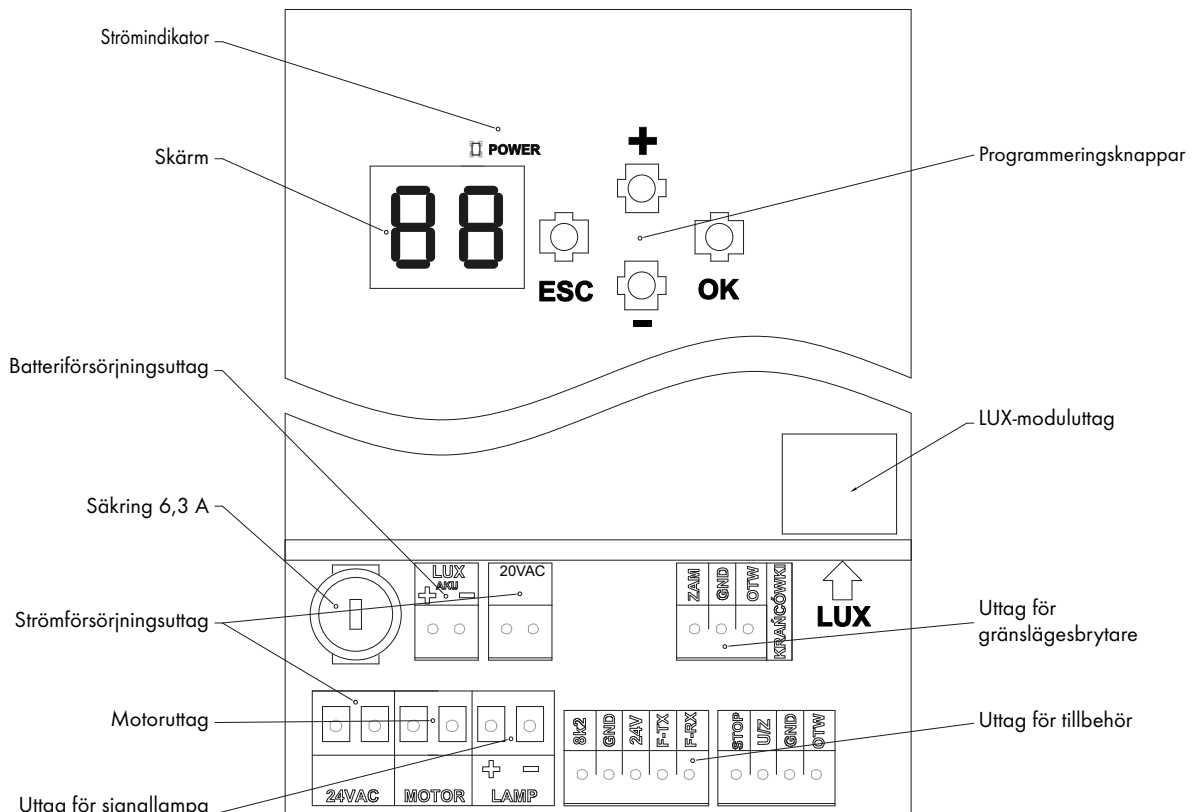 Strömindikator
POWER
+
Skärm
Programmeringsknappar
88
ESC
OK
-
Batteriförsörjningsuttag
LUX-moduluttag
Säkring 6,3 A
LUX
AKU
+ -
20VAC
ZAM
GND
OTW
KRAŃCÓWKI
LUX
Strömförsörjningsuttag
Uttag för
gränslägesbrytare
Motoruttag
Uttag för tillbehör
8k2
GND
24V
F-TX
F-RX
STOP
U/Z
GND
OTW
+ -
24VAC
MOTOR
LAMP
Uttag för signallampa